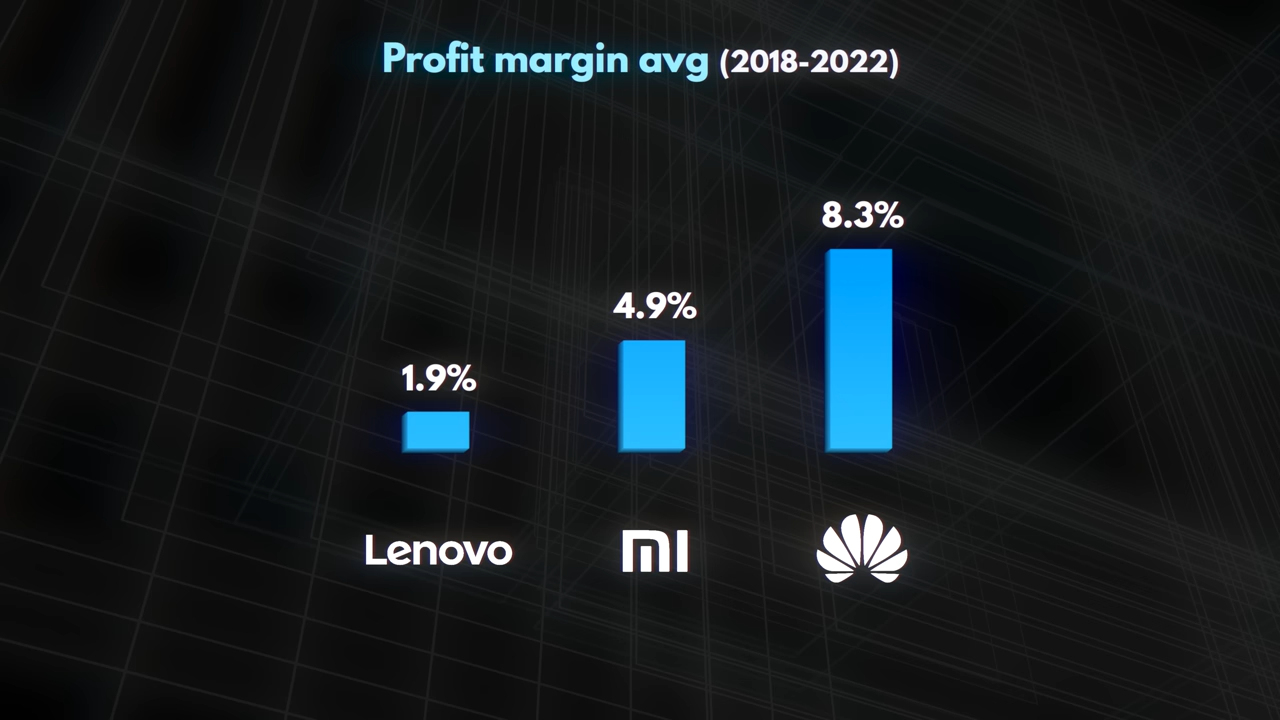 Profit margin avg (2018-2022)
8.3%
4.9%
1.9%
Lenovo
mi